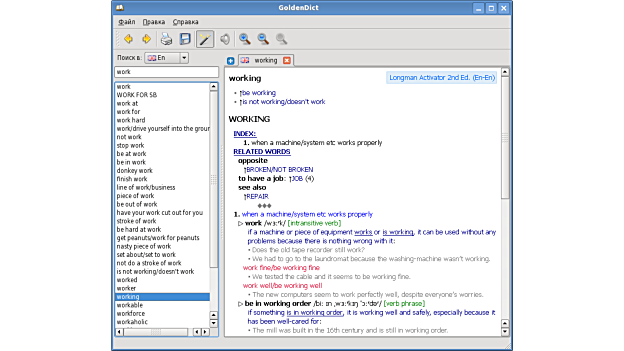 GoldenDict
Файл Правка Справка
Поиск в: En
working
work
work
WORK FOR SB
work at
work for
work hard
work/drive yourself into the grour
not work
stop work
be at work
be in work
donkey work
finish work
line of work/business
piece of work
be out of work
have your work cut out for you
stroke of work
be hard at work
get peanuts/work for peanuts
nasty piece of work
set about/set to work
not do a stroke of work
is not working/doesn't work
worked
worker
working
workable
workforce
workaholic
working
Longman Activator 2nd Ed. (En-En)
• ↑be working
• ↑is not working/doesn't work
WORKING
INDEX:
1. when a machine/system etc works properly
RELATED WORDS
opposite
↑BROKEN/NOT BROKEN
to have a job: ↑JOB (4)
see also
↑REPAIR
◆◆◆
1. when a machine/system etc works properly
▷ work /wɜːʳk/ [intransitive verb]
if a machine or piece of equipment works or is working, it can be used without any
problems because there is nothing wrong with it:
• Does the old tape recorder still work?
• We had to go to the laundromat because the washing-machine wasn't working.
work fine/be working fine
• We tested the cable and it seems to be working fine.
work well/be working well
• The new computers seem to work perfectly well, despite everyone's worries.
▷ be in working order /biː ɪn ˌwɜːʳkɪŋ ˈɔːʳdəʳ/ [verb phrase]
if something is in working order, it is working well and safely, especially because it
has been well-cared for:
• The mill was built in the 16th century and is still in working order.